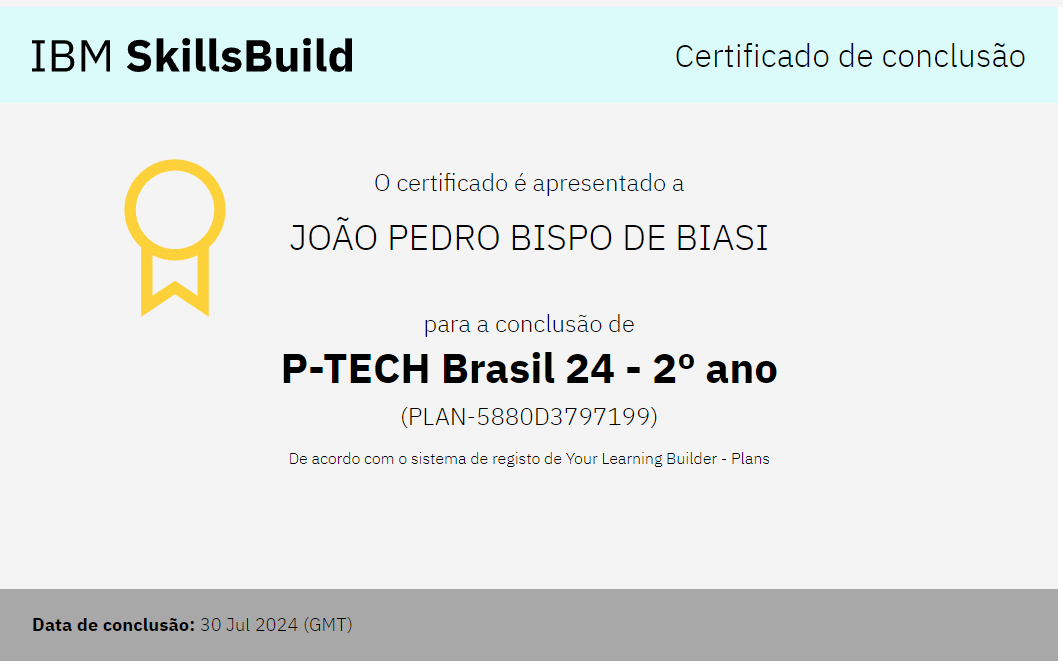 IBM SkillsBuild
Certificado de conclusão
O certificado é apresentado a
JOÃO PEDRO BISPO DE BIASI
para a conclusão de
P-TECH Brasil 24 - 2º ano
(PLAN-5880D3797199)
De acordo com o sistema de registo de Your Learning Builder - Plans
Data de conclusão: 30 Jul 2024 (GMT)